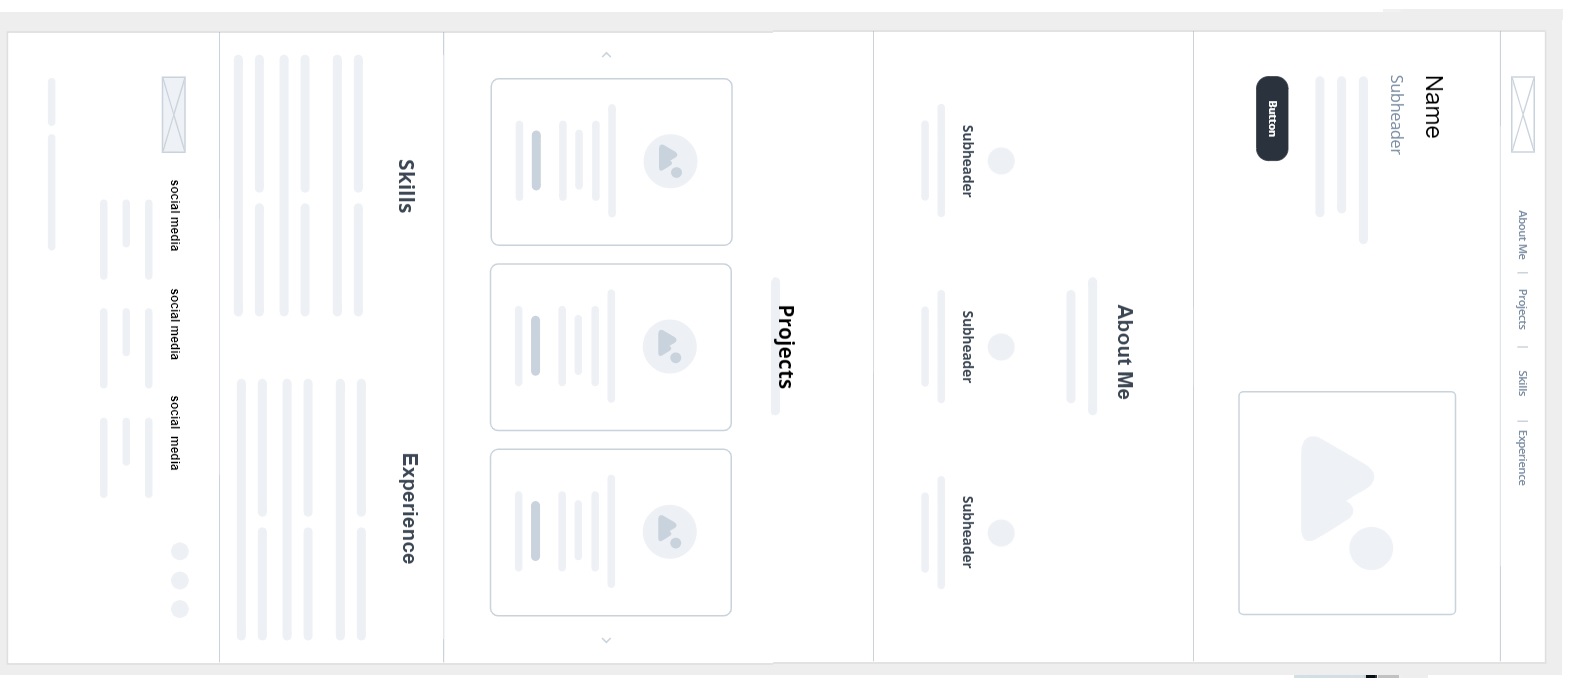 About Me | Projects | Skills | Experience
Name
Subheader
Button
About Me
Subheader
Subheader
Subheader
Projects
Skills
Experience
social media
social media
social media